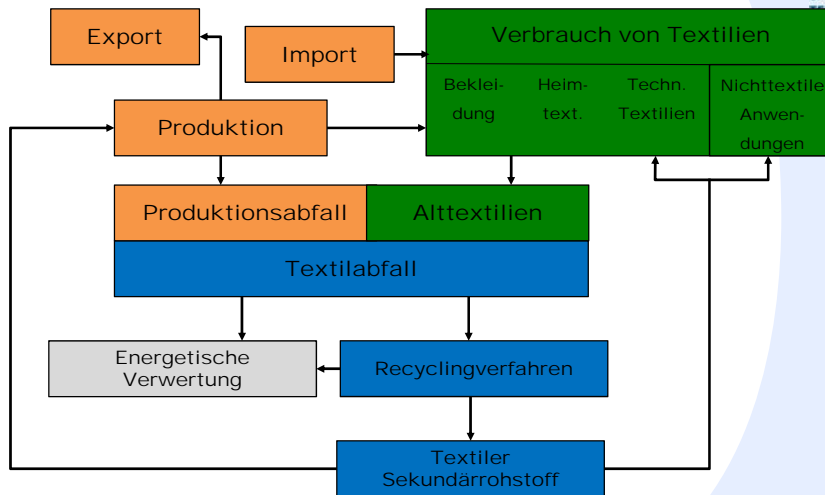 Export
Import
Verbrauch von Textilien
Beklei-
dung
Heim-
text.
Techn.
Textilien
Nichttextile
Anwen-
dungen
Produktion
Produktionsabfall
Alttextilien
Textilabfall
Energetische
Verwertung
Recyclingverfahren
Textiler
Sekundärrohstoff